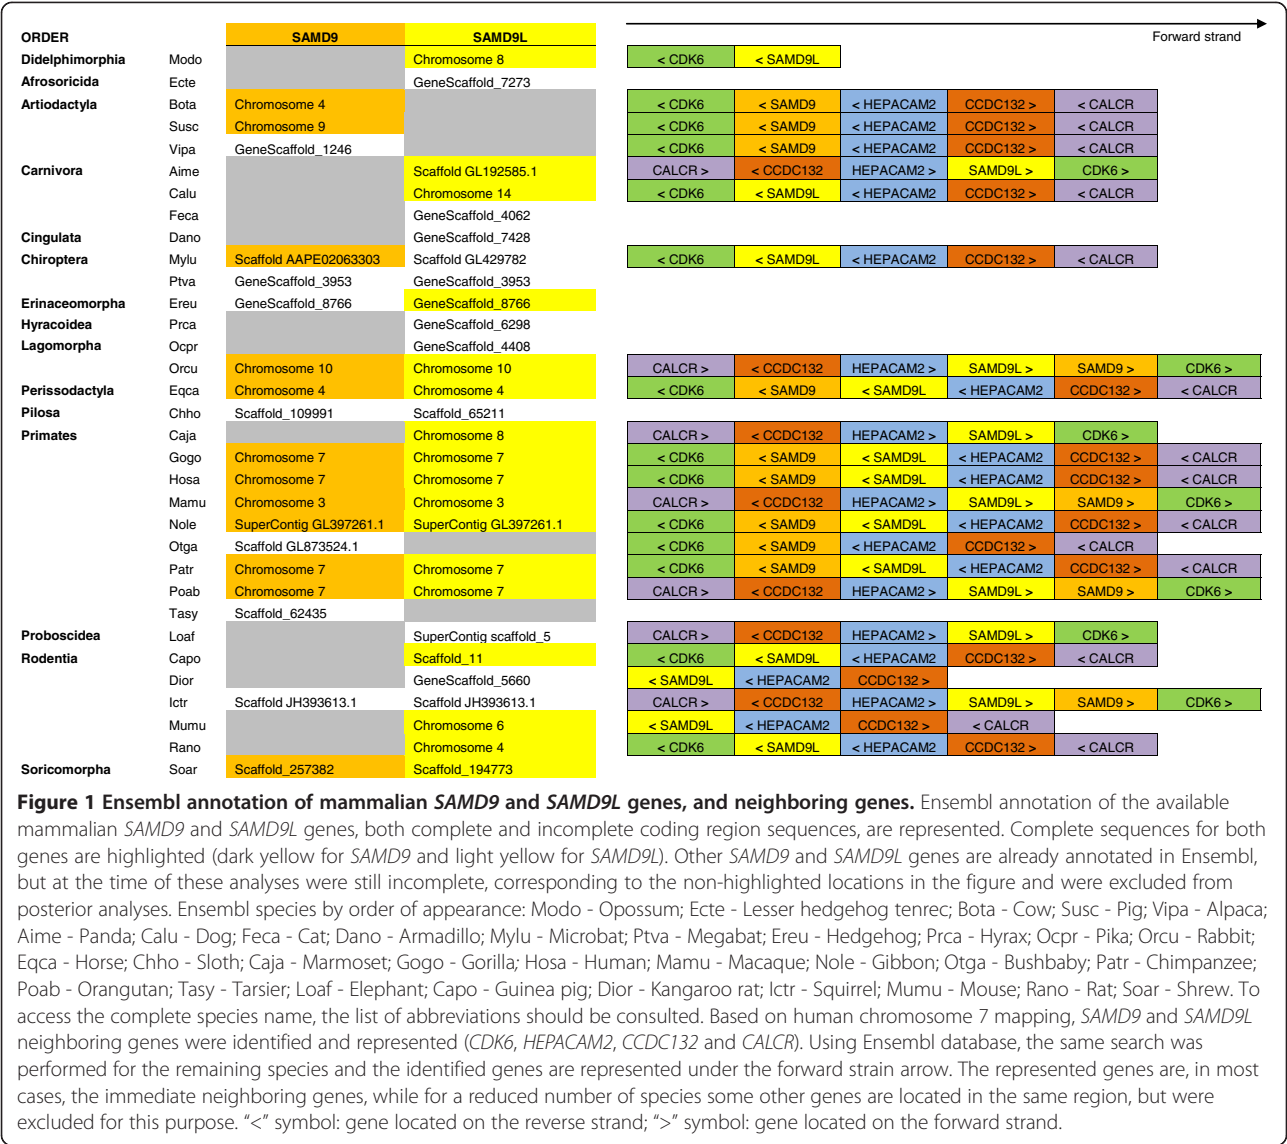 Forward strand
ORDER SAMD9 SAMD9L
Didelphimorphia Modo Chromosome 8 < CDK6 < SAMD9L
Afrosoricida Ecte GeneScaffold_7273
Artiodactyla Bota Chromosome 4 < CDK6 < SAMD9 < HEPACAM2 CCDC132 > < CALCR
Susc Chromosome 9 < CDK6 < SAMD9 < HEPACAM2 CCDC132 > < CALCR
Vipa GeneScaffold_1246 < CDK6 < SAMD9 < HEPACAM2 CCDC132 > < CALCR
Carnivora Aime Scaffold GL192585.1 CALCR > < CCDC132 HEPACAM2 > SAMD9L > CDK6 >
Calu Chromosome 14 < CDK6 < SAMD9L < HEPACAM2 CCDC132 > < CALCR
Feca GeneScaffold_4062
Cingulata Dano GeneScaffold_7428
Chiroptera Mylu Scaffold AAPE02063303 Scaffold GL429782 < CDK6 < SAMD9L < HEPACAM2 CCDC132 > < CALCR
Ptva GeneScaffold_3953 GeneScaffold_3953
Erinaceomorpha Ereu GeneScaffold_8766 GeneScaffold_8766
Hyracoidea Prca GeneScaffold_6298
Lagomorpha Ocpr GeneScaffold_4408
Orcu Chromosome 10 Chromosome 10 CALCR > < CCDC132 HEPACAM2 > SAMD9L > SAMD9 > CDK6 >
Perissodactyla Eqca Chromosome 4 Chromosome 4 < CDK6 < SAMD9 < SAMD9L < HEPACAM2 CCDC132 > < CALCR
Pilosa Chho Scaffold_109991 Scaffold_65211
Primates Caja Chromosome 8 CALCR > < CCDC132 HEPACAM2 > SAMD9L > CDK6 >
Gogo Chromosome 7 Chromosome 7 < CDK6 < SAMD9 < SAMD9L < HEPACAM2 CCDC132 > < CALCR
Hosa Chromosome 7 Chromosome 7 < CDK6 < SAMD9 < SAMD9L < HEPACAM2 CCDC132 > < CALCR
Mamu Chromosome 3 Chromosome 3 CALCR > < CCDC132 HEPACAM2 > SAMD9L > SAMD9 > CDK6 >
Nole SuperContig GL397261.1 SuperContig GL397261.1 < CDK6 < SAMD9 < SAMD9L < HEPACAM2 CCDC132 > < CALCR
Otga Scaffold GL873524.1 < CDK6 < SAMD9 < HEPACAM2 CCDC132 > < CALCR
Patr Chromosome 7 Chromosome 7 < CDK6 < SAMD9 < SAMD9L < HEPACAM2 CCDC132 > < CALCR
Poab Chromosome 7 Chromosome 7 CALCR > < CCDC132 HEPACAM2 > SAMD9L > SAMD9 > CDK6 >
Tasy Scaffold_62435
Proboscidea Loaf SuperContig scaffold_5 CALCR > < CCDC132 HEPACAM2 > SAMD9L > CDK6 >
Rodentia Capo Scaffold_11 < CDK6 < SAMD9L < HEPACAM2 CCDC132 > < CALCR
Dior GeneScaffold_5660 < SAMD9L < HEPACAM2 CCDC132 >
Ictr Scaffold JH393613.1 Scaffold JH393613.1 CALCR > < CCDC132 HEPACAM2 > SAMD9L > SAMD9 > CDK6 >
Mumu Chromosome 6 < SAMD9L < HEPACAM2 CCDC132 > < CALCR
Rano Chromosome 4 < CDK6 < SAMD9L < HEPACAM2 CCDC132 > < CALCR
Soricomorpha Soar Scaffold_257382 Scaffold_194773
Figure 1 Ensembl annotation of mammalian SAMD9 and SAMD9L genes, and neighboring genes. Ensembl annotation of the available
mammalian SAMD9 and SAMD9L genes, both complete and incomplete coding region sequences, are represented. Complete sequences for both
genes are highlighted (dark yellow for SAMD9 and light yellow for SAMD9L). Other SAMD9 and SAMD9L genes are already annotated in Ensembl,
but at the time of these analyses were still incomplete, corresponding to the non-highlighted locations in the figure and were excluded from
posterior analyses. Ensembl species by order of appearance: Modo - Opossum; Ecte - Lesser hedgehog tenrec; Bota - Cow; Susc - Pig; Vipa - Alpaca;
Aime - Panda; Calu - Dog; Feca - Cat; Dano - Armadillo; Mylu - Microbat; Ptva - Megabat; Ereu - Hedgehog; Prca - Hyrax; Ocpr - Pika; Orcu - Rabbit;
Eqca - Horse; Chho - Sloth; Caja - Marmoset; Gogo - Gorilla; Hosa - Human; Mamu - Macaque; Nole - Gibbon; Otga - Bushbaby; Patr - Chimpanzee;
Poab - Orangutan; Tasy - Tarsier; Loaf - Elephant; Capo - Guinea pig; Dior - Kangaroo rat; Ictr - Squirrel; Mumu - Mouse; Rano - Rat; Soar - Shrew. To
access the complete species name, the list of abbreviations should be consulted. Based on human chromosome 7 mapping, SAMD9 and SAMD9L
neighboring genes were identified and represented (CDK6, HEPACAM2, CCDC132 and CALCR). Using Ensembl database, the same search was
performed for the remaining species and the identified genes are represented under the forward strain arrow. The represented genes are, in most
cases, the immediate neighboring genes, while for a reduced number of species some other genes are located in the same region, but were
excluded for this purpose. “<” symbol: gene located on the reverse strand; “>” symbol: gene located on the forward strand.